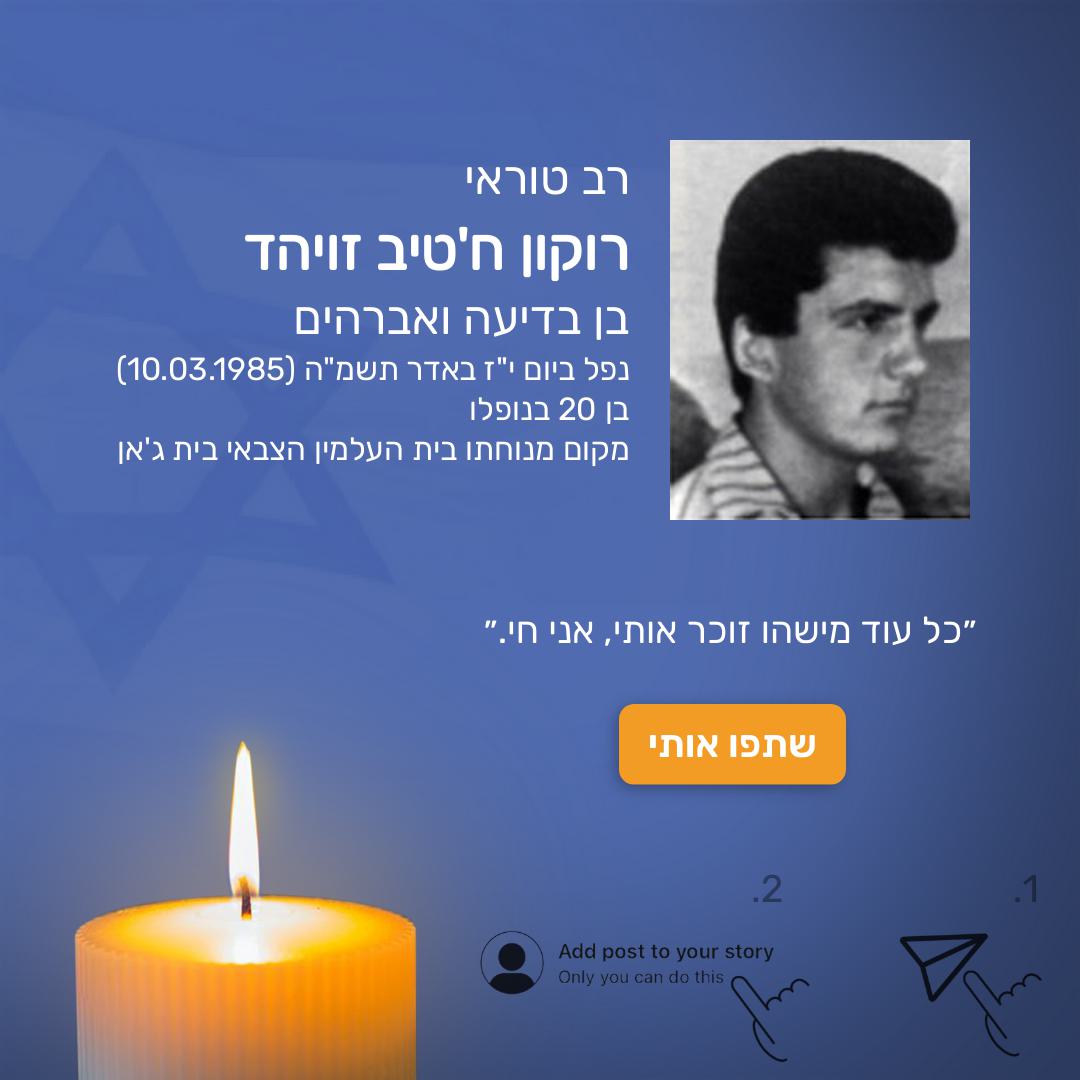 רב טוראי
רוקון ח'טיב זויהד
בן בדיעה ואברהים
נפל ביום י"ז באדר תשמ"ה (10.03.1985)
בן 20 בנופלו
מקום מנוחתו בית העלמין הצבאי בית ג'אן
״כל עוד מישהו זוכר אותי, אני חי.״
שתפו אותי
.1
.2
Add post to your story
Only you can do this